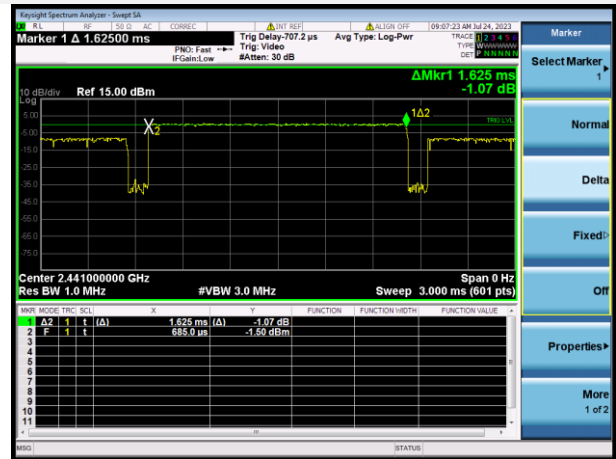 Keysight Spectrum Analyzer - Swept SA
RL RF 50 Ω AC CORREC INT REF ALIGN OFF 09:07:23 AM Jul 24, 2023
Marker 1 Δ 1.62500 ms
PNO: Fast
IFGain:Low
Trig Delay-707.2 µs
Trig: Video
#Atten: 30 dB
Avg Type: Log-Pwr
TRACE 1 2 3 4 5 6
TYPE WWWWWW
DET P NNNNN
ΔMkr1 1.625 ms
-1.07 dB
10 dB/div Ref 15.00 dBm
Log
5.00
-5.00
-15.0
-25.0
-35.0
-45.0
-55.0
-65.0
-75.0
X2
1Δ2
TRIG LVL
Center 2.441000000 GHz Span 0 Hz
Res BW 1.0 MHz #VBW 3.0 MHz Sweep 3.000 ms (601 pts)
MKR MODE TRC SCL X Y FUNCTION FUNCTION WIDTH FUNCTION VALUE
1 Δ2 1 t (Δ) 1.625 ms (Δ) -1.07 dB
2 F 1 t 685.0 µs -1.50 dBm
3
4
5
6
7
8
9
10
11
MSG STATUS
Marker
Select Marker
1
Normal
Delta
Fixed
Off
Properties
More
1 of 2